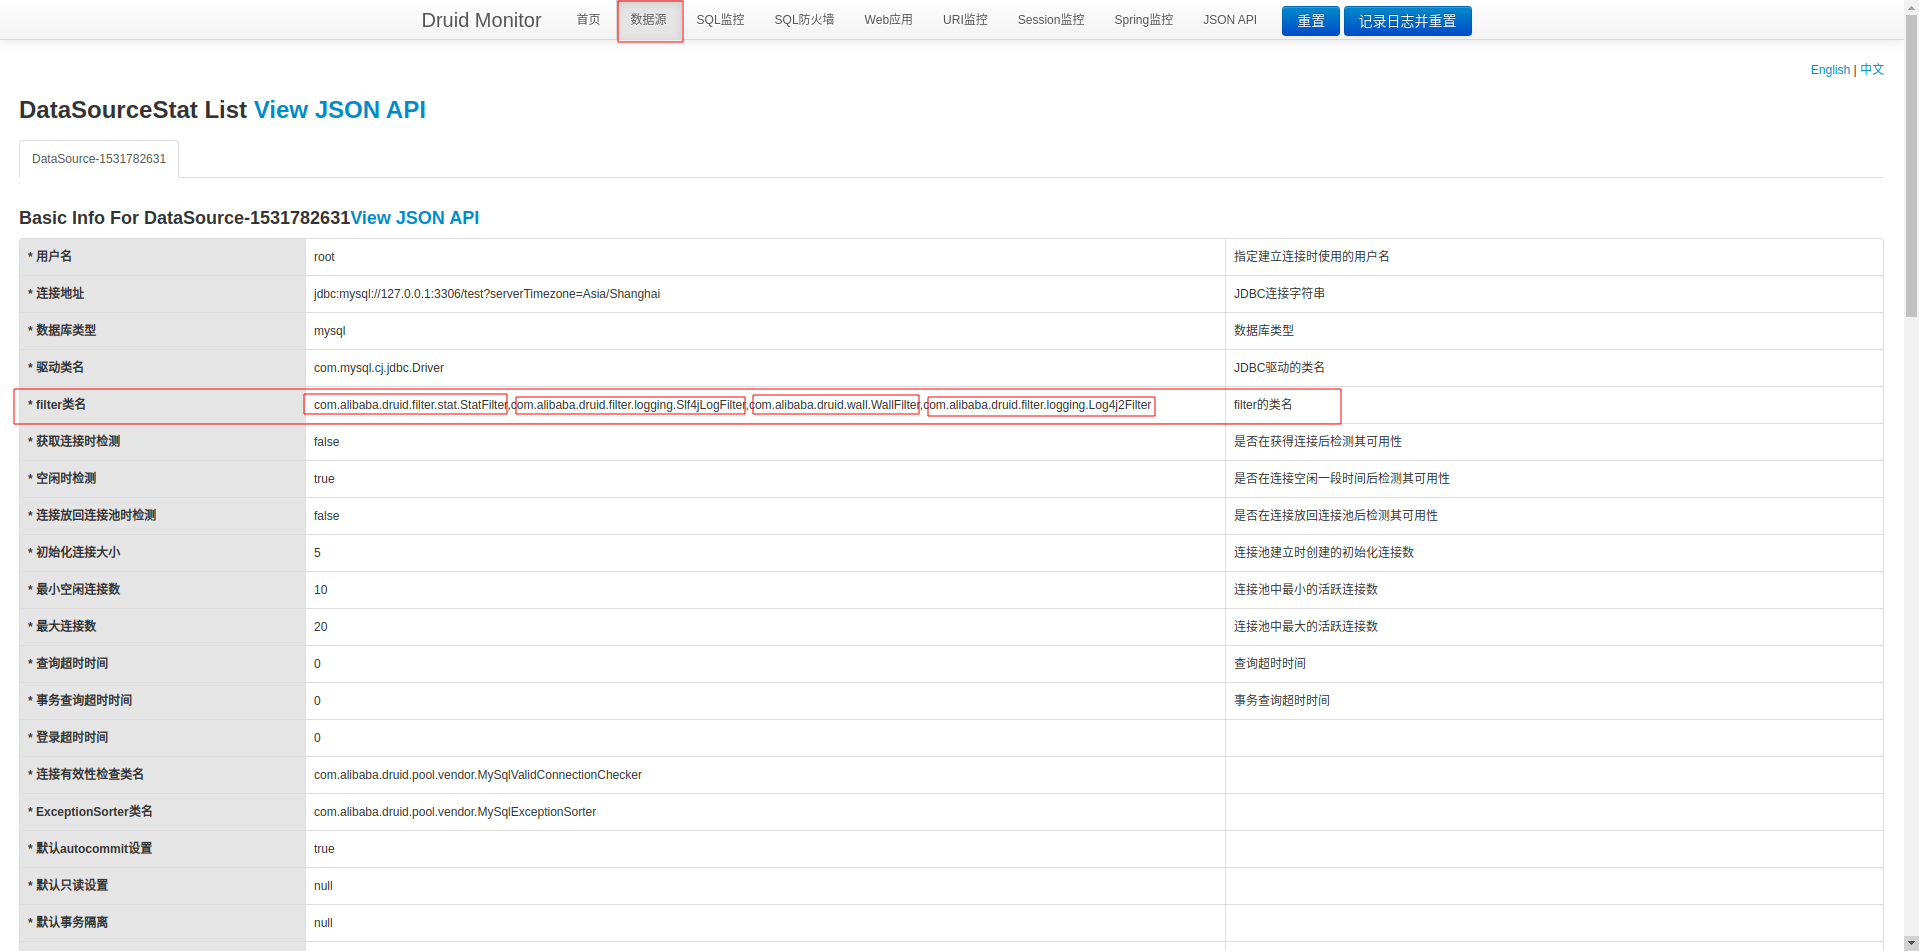 Druid Monitor 首页 数据源 SQL监控 SQL防火墙 Web应用 URI监控 Session监控 Spring监控 JSON API 重置 记录日志并重置
English | 中文
DataSourceStat List View JSON API
DataSource-1531782631
Basic Info For DataSource-1531782631View JSON API
* 用户名 root 指定建立连接时使用的用户名
* 连接地址 jdbc:mysql://127.0.0.1:3306/test?serverTimezone=Asia/Shanghai JDBC连接字符串
* 数据库类型 mysql 数据库类型
* 驱动类名 com.mysql.cj.jdbc.Driver JDBC驱动的类名
* filter类名 com.alibaba.druid.filter.stat.StatFilter,com.alibaba.druid.filter.logging.Slf4jLogFilter,com.alibaba.druid.wall.WallFilter,com.alibaba.druid.filter.logging.Log4j2Filter filter的类名
* 获取连接时检测 false 是否在获得连接后检测其可用性
* 空闲时检测 true 是否在连接空闲一段时间后检测其可用性
* 连接放回连接池时检测 false 是否在连接放回连接池后检测其可用性
* 初始化连接大小 5 连接池建立时创建的初始化连接数
* 最小空闲连接数 10 连接池中最小的活跃连接数
* 最大连接数 20 连接池中最大的活跃连接数
* 查询超时时间 0 查询超时时间
* 事务查询超时时间 0 事务查询超时时间
* 登录超时时间 0
* 连接有效性检查类名 com.alibaba.druid.pool.vendor.MySqlValidConnectionChecker
* ExceptionSorter类名 com.alibaba.druid.pool.vendor.MySqlExceptionSorter
* 默认autocommit设置 true
* 默认只读设置 null
* 默认事务隔离 null